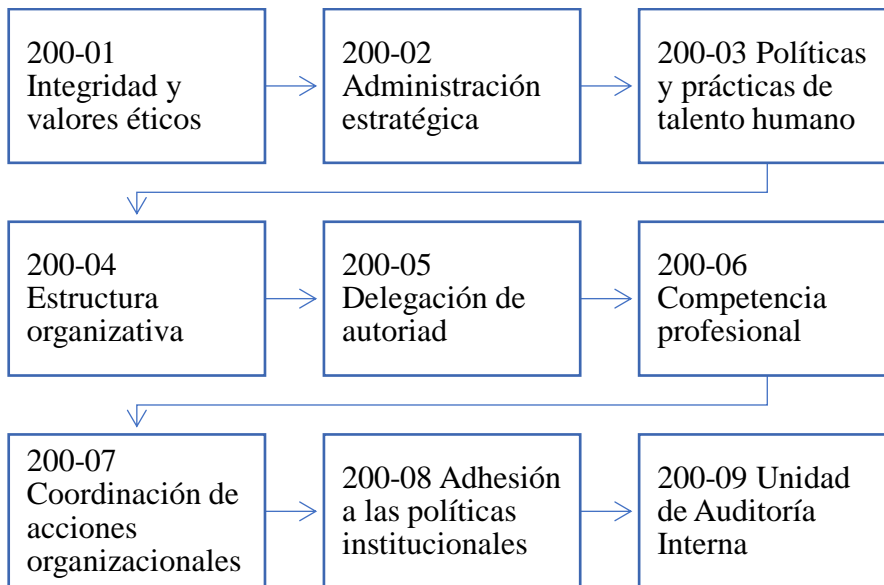 200-01
Integridad y
valores éticos
200-02
Administración
estratégica
200-03 Políticas
y prácticas de
talento humano
200-04
Estructura
organizativa
200-05
Delegación de
autoriad
200-06
Competencia
profesional
200-07
Coordinación de
acciones
organizacionales
200-08 Adhesión
a las políticas
institucionales
200-09 Unidad
de Auditoría
Interna